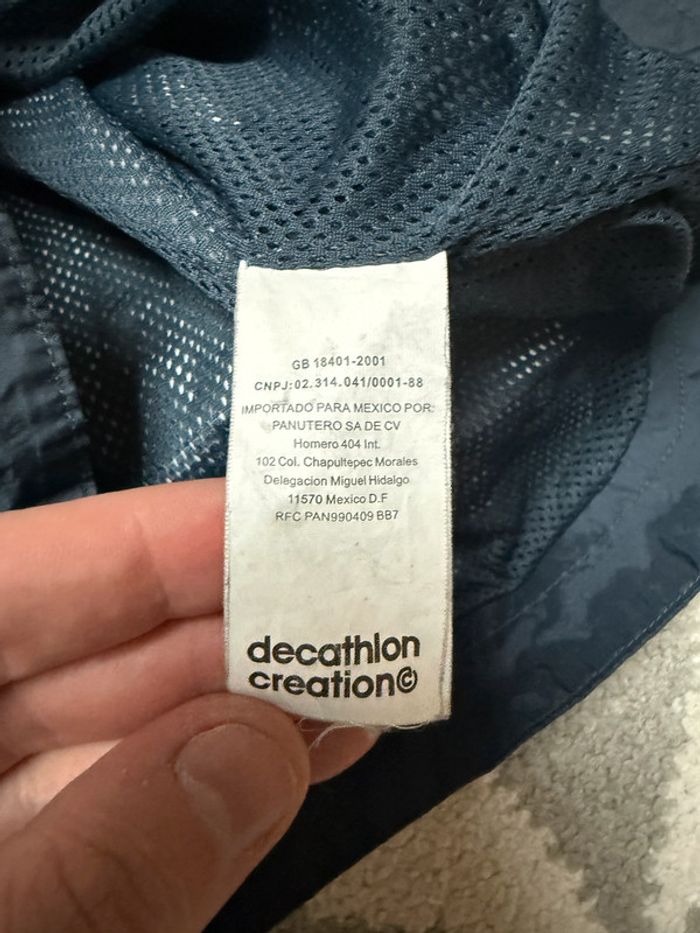 GB 18401-2001
CNPJ:02.314.041/0001-88
IMPORTADO PARA MEXICO POR:
PANUTERO SA DE CV
Homero 404 Int.
102 Col. Chapultepec Morales
Delegacion Miguel Hidalgo
11570 Mexico D.F
RFC PAN990409 BB7
decathlon
creation©